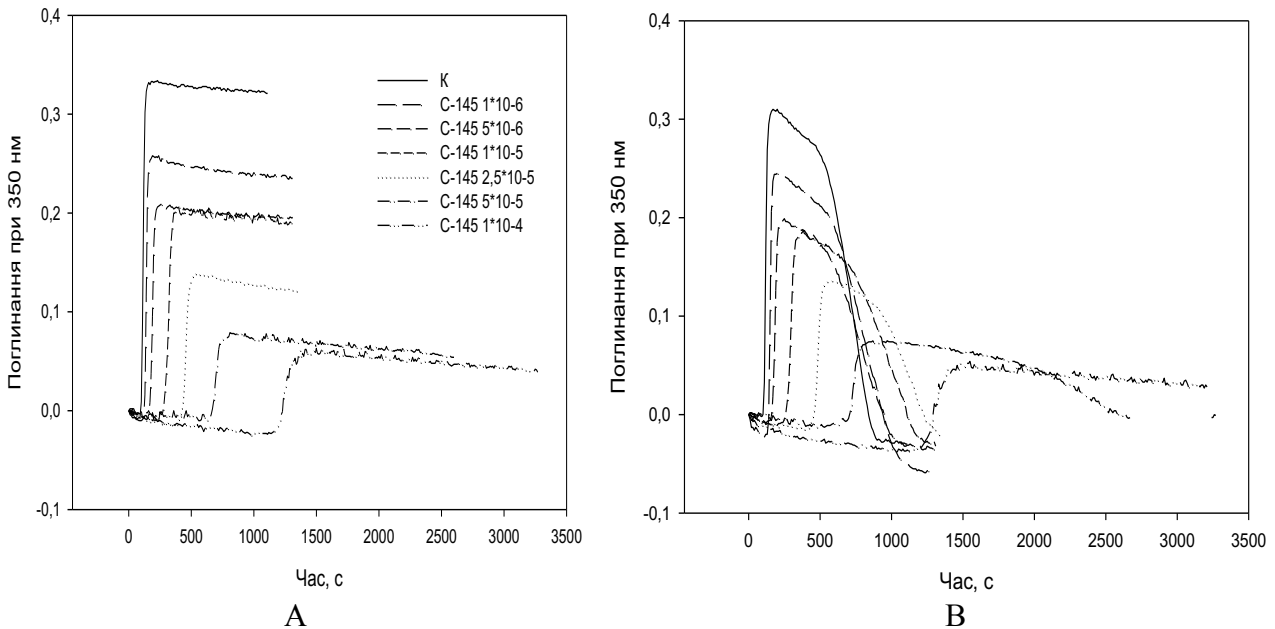 0,4
0,3
0,2
0,1
0,0
-0,1
Поглинання при 350 нм
0 500 1000 1500 2000 2500 3000 3500
Час, с
К
С-145 1*10-6
С-145 5*10-6
С-145 1*10-5
С-145 2,5*10-5
С-145 5*10-5
С-145 1*10-4
А
0,4
0,3
0,2
0,1
0,0
-0,1
Поглинання при 350 нм
0 500 1000 1500 2000 2500 3000 3500
Час, с
В